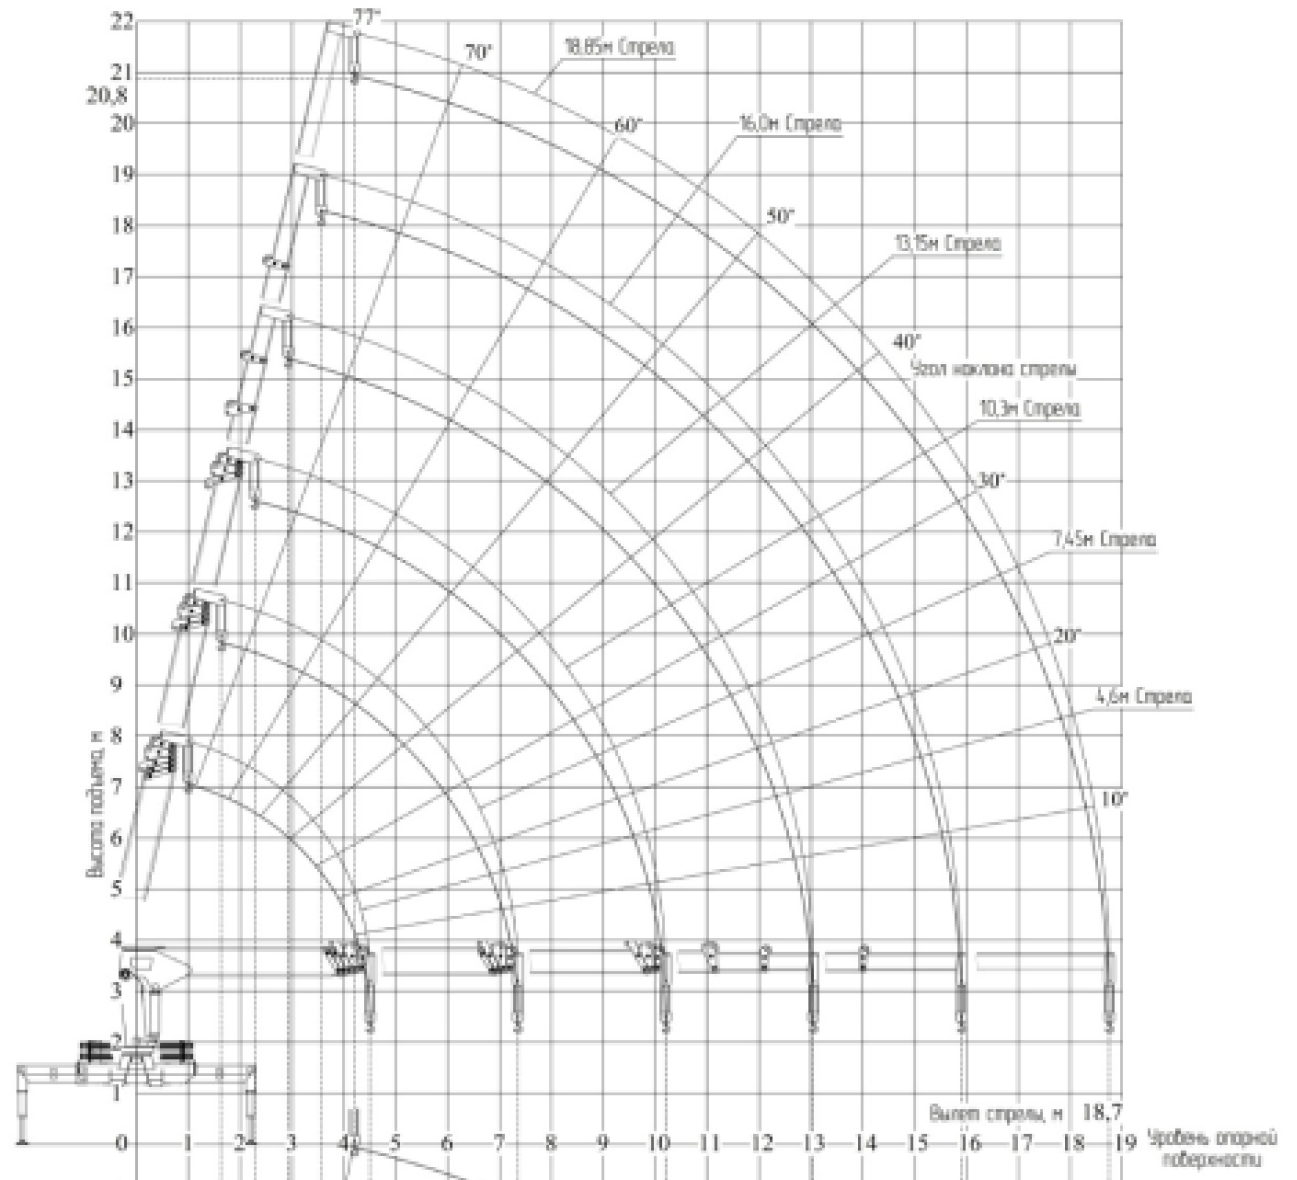 22
77°
70°
18,85м Стрела
21
20,8
20
60°
16,0м Стрела
19
18
50°
13,15м Стрела
17
16
40°
Угол наклона стрелы
15
10,3м Стрела
14
13
30°
12
7,45м Стрела
11
10
20°
9
4,6м Стрела
8
Высота подъема, м
7
10°
6
5
4
3
2
1
Вылет стрелы, м 18,7
0 1 2 3 4 5 6 7 8 9 10 11 12 13 14 15 16 17 18 19
Уровень опорной
поверхности